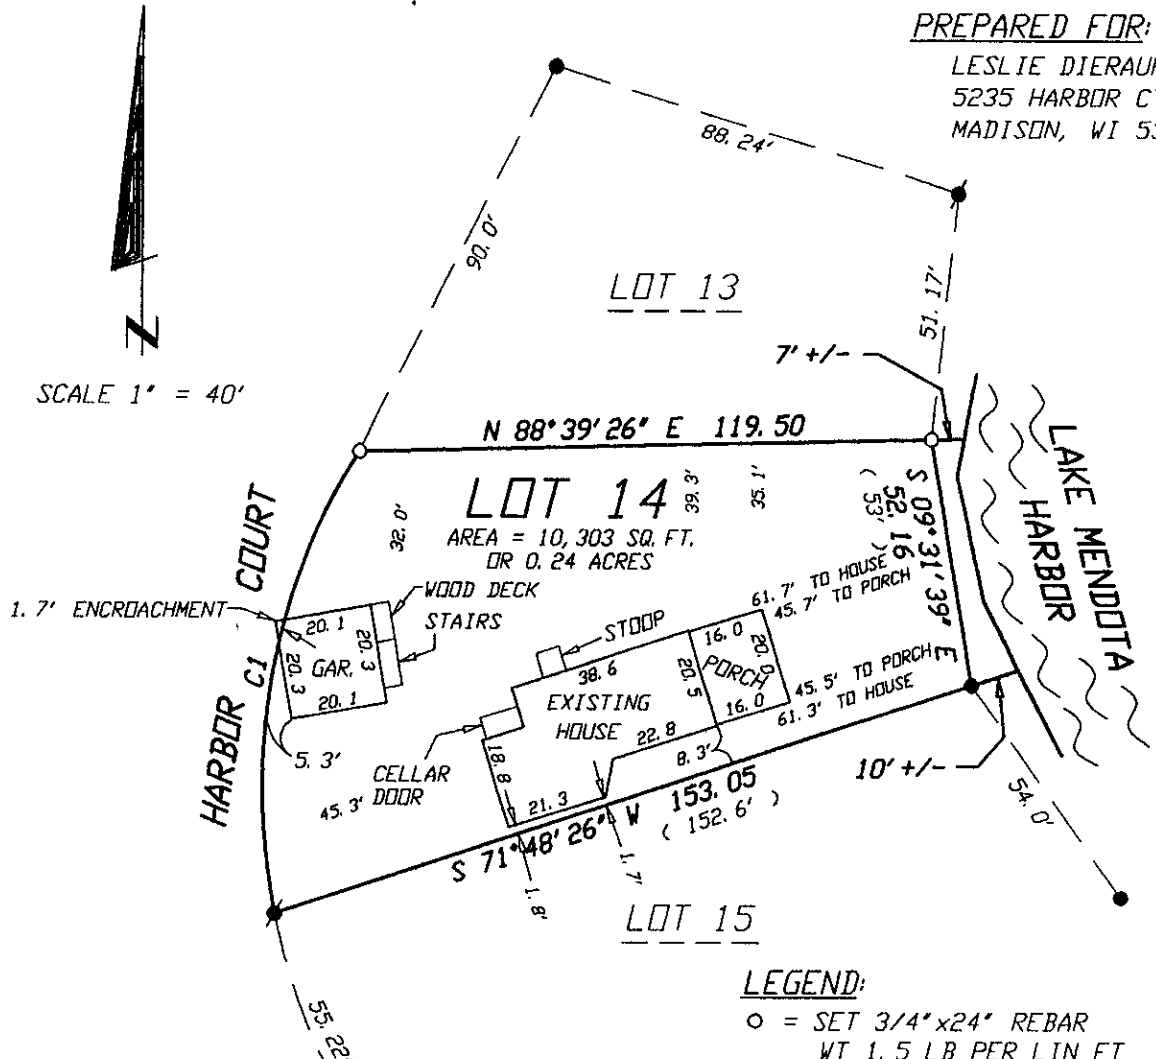 PREPARED FOR:
5235 HARBOR
MADISON, WI
LESLIE
88.24'
90.0'
LOT 13
51.17'
7' +/-
N
SCALE 1" = 40'
N 88°39'26" E 119.50
LOT 14
AREA = 10,303 SQ. FT.
OR 0.24 ACRES
32.0'
39.3'
35.1'
S 09°31'39" E
52.16
( 53' )
LAKE MENDOTA
HARBOR
HARBOR C1 COURT
1.7' ENCROACHMENT
WOOD DECK
STAIRS
20.1
20.3
GAR.
20.3
20.1
5.3'
STOOP
61.7' TO HOUSE
45.7' TO PORCH
38.6
16.0
20.0
20.5
PORCH
16.0
EXISTING
HOUSE
22.8
45.5' TO PORCH
61.3' TO HOUSE
CELLAR
DOOR
45.3'
18.8
21.3
8.3'
10' +/-
S 71°48'26" W 153.05
( 152.6' )
54.0'
1.8'
1.7'
LOT 15
55.22
LEGEND:
= SET 3/4"x24" REBAR
WT 1.5 LB PER LIN FT